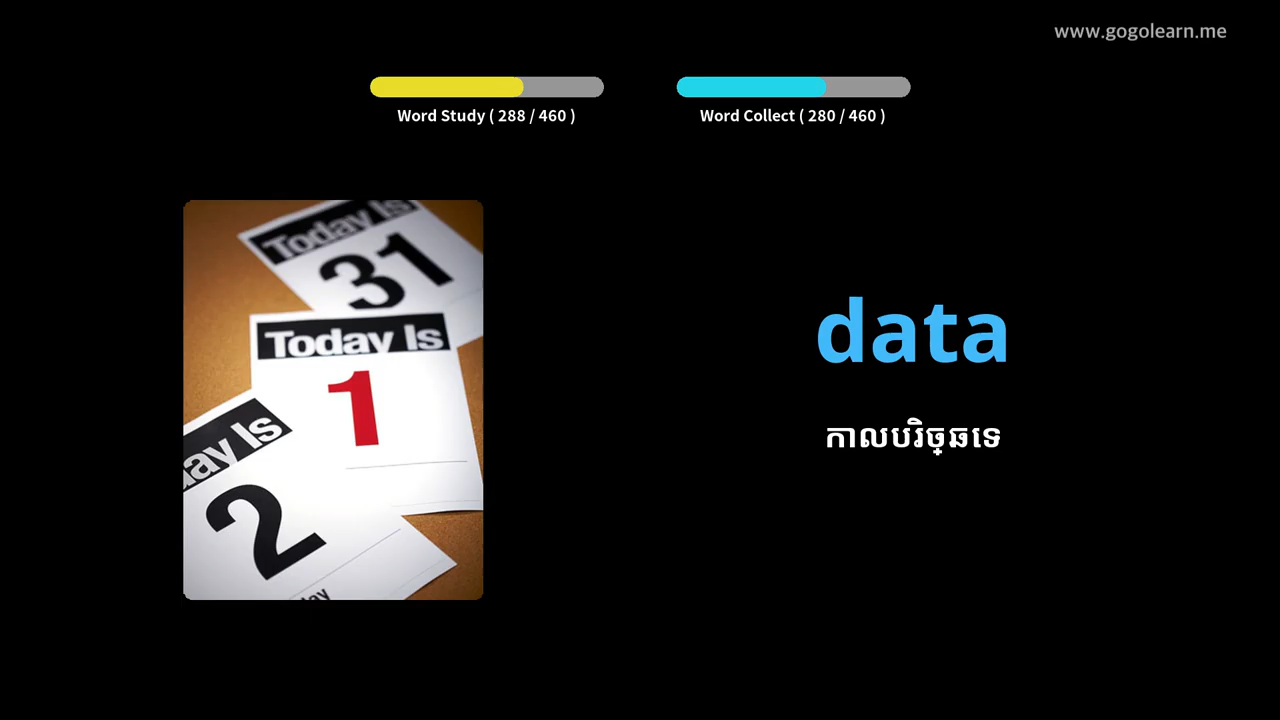 www.gogolearn.me
Word Study ( 288 / 460 )
Word Collect ( 280 / 460 )
Today Is
31
Today Is
1
ay Is
2
day
data
កាលបរិច្ឆទេ